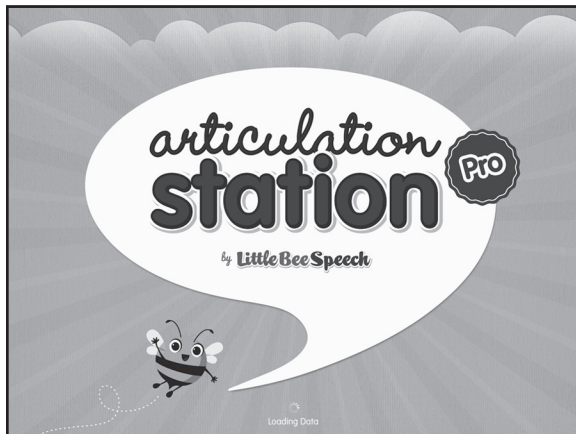 articulation
station
Pro
by LittleBeeSpeech
Loading Data